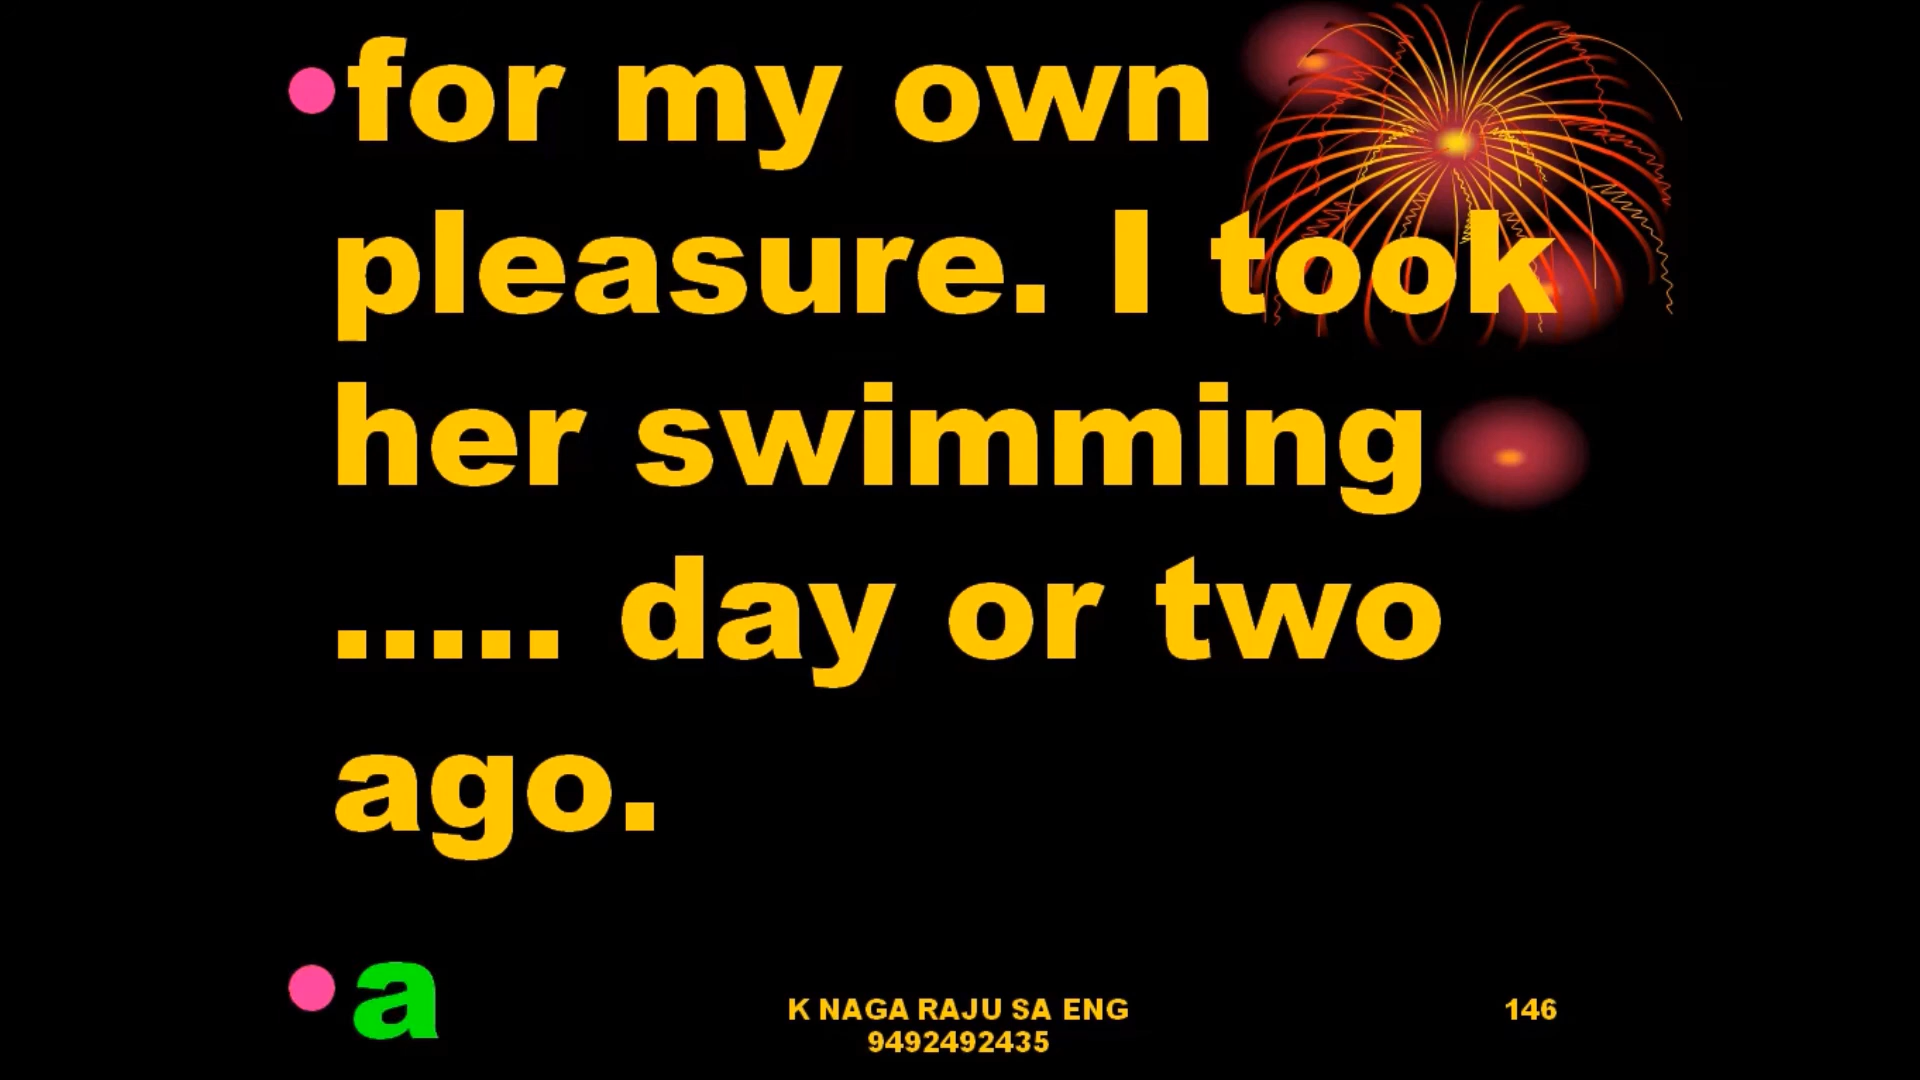 •for my own
pleasure. I took
her swimming
..... day or two
ago.
•a
K NAGA RAJU SA ENG
9492492435
146